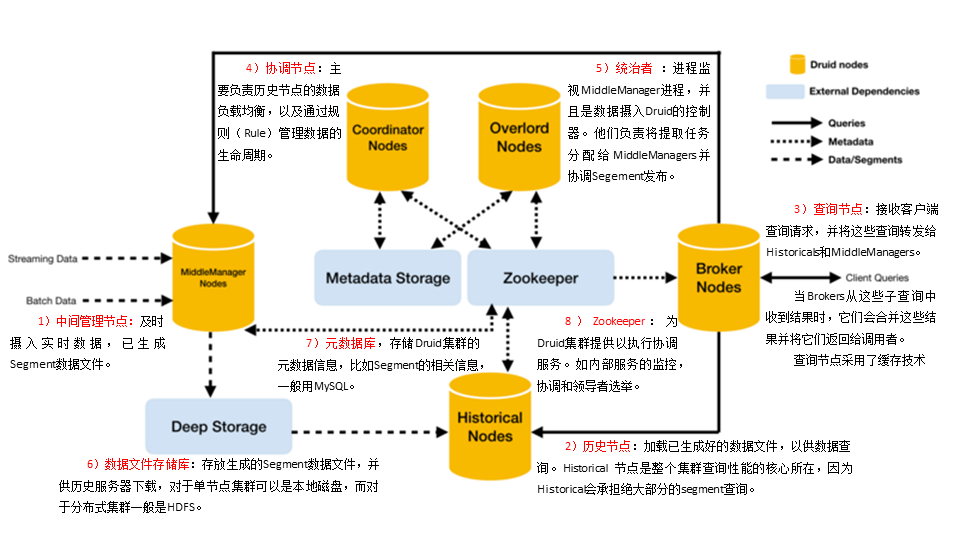 4）协调节点：主
要负责历史节点的数据
负载均衡，以及通过规
则（Rule）管理数据的
生命周期。
Coordinator
Nodes
Overlord
Nodes
5）统治者 ：进程监
视MiddleManager进程，并
且是数据摄入Druid的控制
器。他们负责将提取任务
分配给MiddleManagers并
协调Segement发布。
Druid nodes
External Dependencies
Queries
Metadata
Data/Segments
3）查询节点：接收客户端
查询请求，并将这些查询转发给
Historicals和MiddleManagers。
Streaming Data
Batch Data
MiddleManager
Nodes
Metadata Storage
Zookeeper
Broker
Nodes
Client Queries
当Brokers从这些子查询中
收到结果时，它们会合并这些结
果并将它们返回给调用者。
查询节点采用了缓存技术
1）中间管理节点：及时
摄入实时数据，已生成
Segment数据文件。
7）元数据库，存储Druid集群的
元数据信息，比如Segment的相关信息，
一般用MySQL。
8）Zookeeper：为
Druid集群提供以执行协调
服务。如内部服务的监控，
协调和领导者选举。
Deep Storage
Historical
Nodes
6）数据文件存储库：存放生成的Segment数据文件，并
供历史服务器下载，对于单节点集群可以是本地磁盘，而对
于分布式集群一般是HDFS。
2）历史节点：加载已生成好的数据文件，以供数据查
询。Historical 节点是整个集群查询性能的核心所在，因为
Historical会承担绝大部分的segment查询。